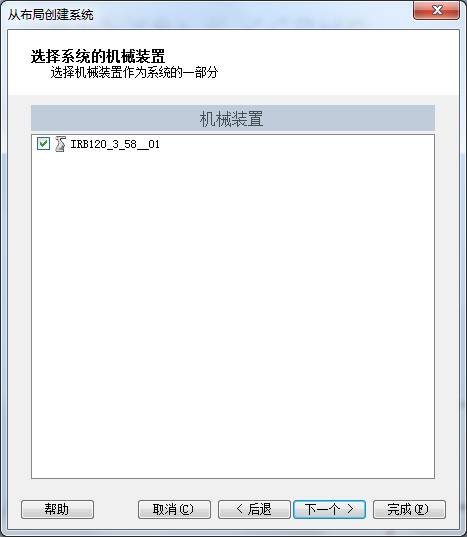 从布局创建系统
选择系统的机械装置
选择机械装置作为系统的一部分
机械装置
IRB120_3_58__01
帮助
取消(C)
< 后退
下一个 >
完成(F)